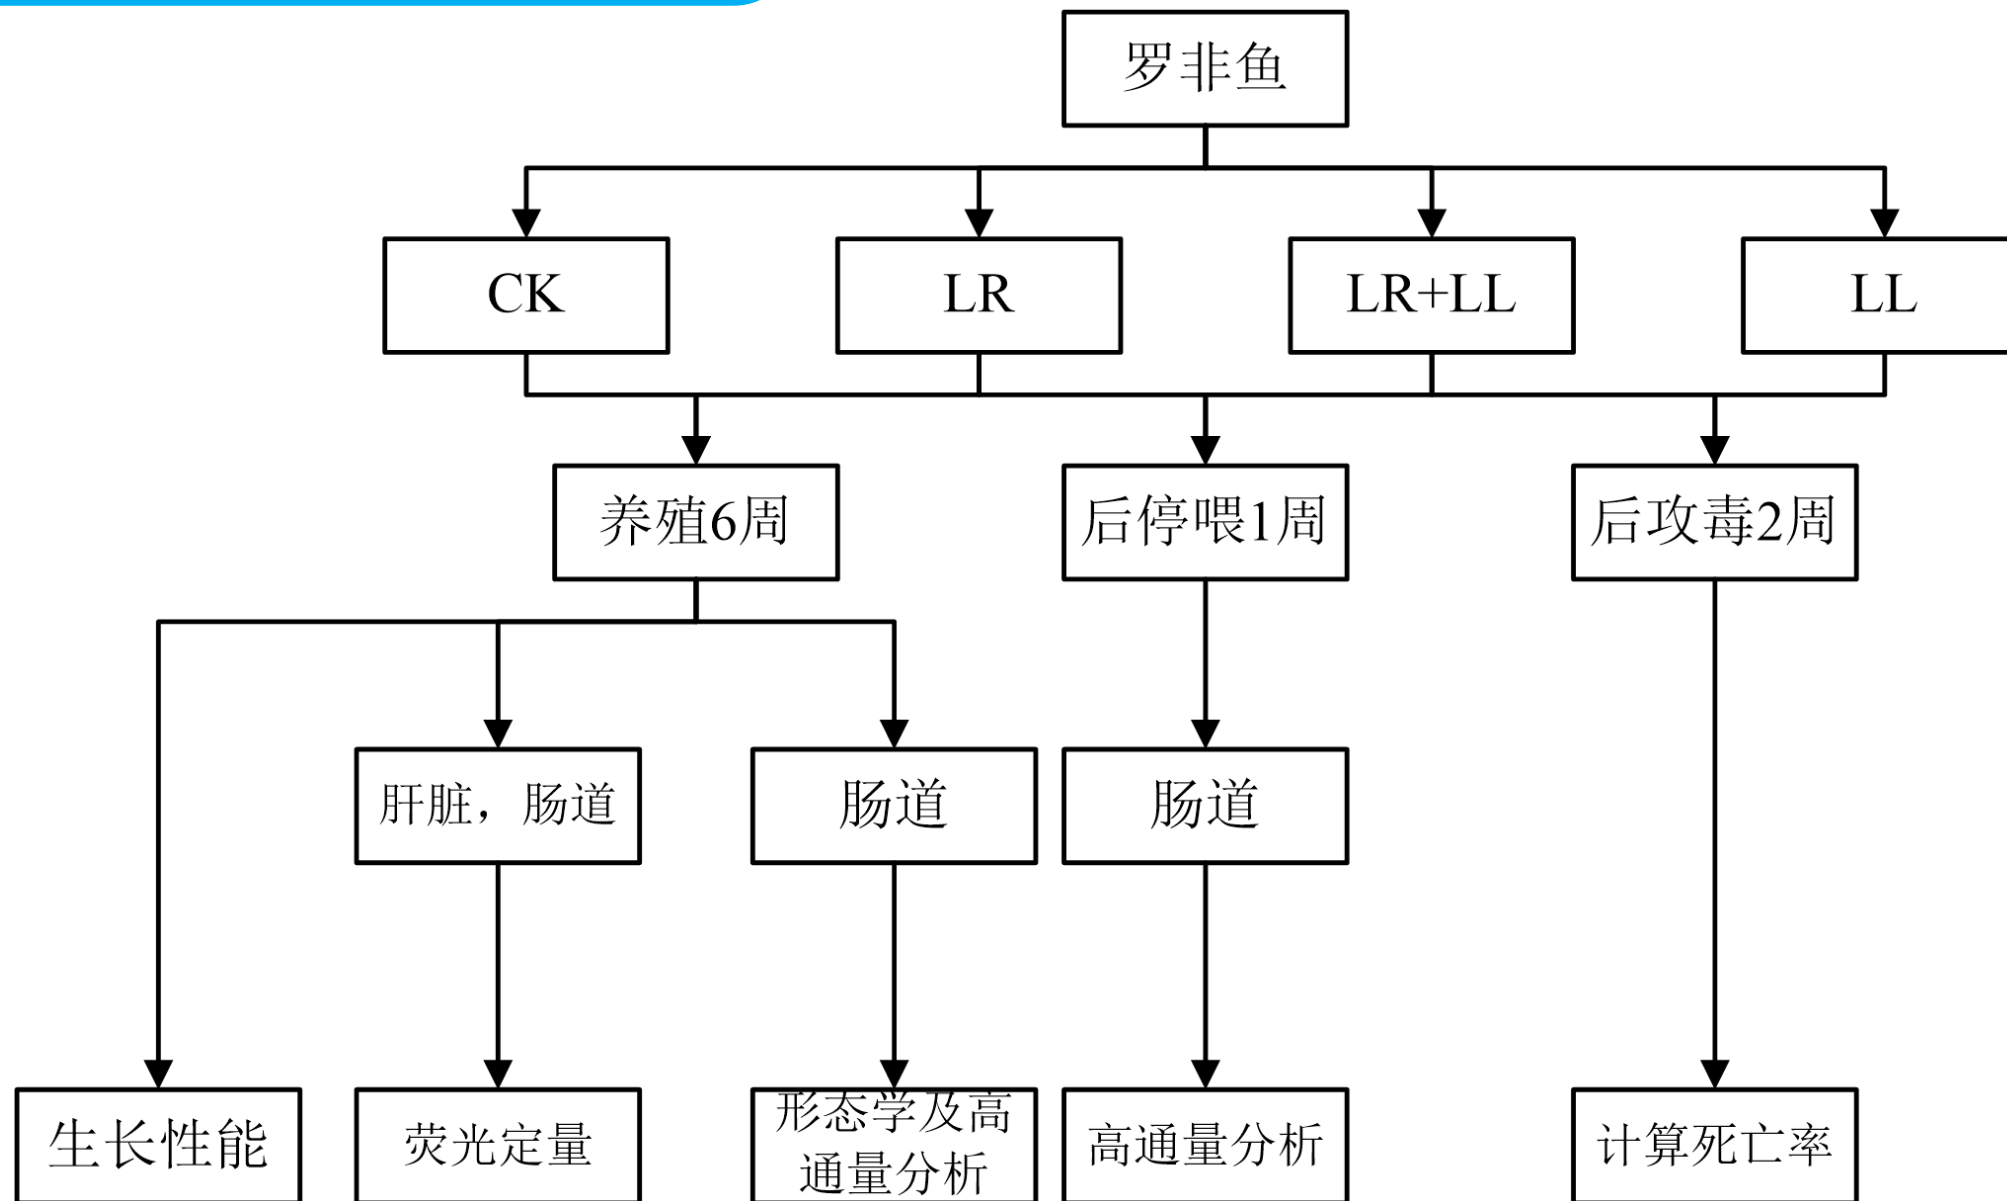 罗非鱼
CK
LR
LR+LL
LL
养殖6周
后停喂1周
后攻毒2周
肝脏，肠道
肠道
肠道
生长性能
荧光定量
形态学及高
通量分析
高通量分析
计算死亡率